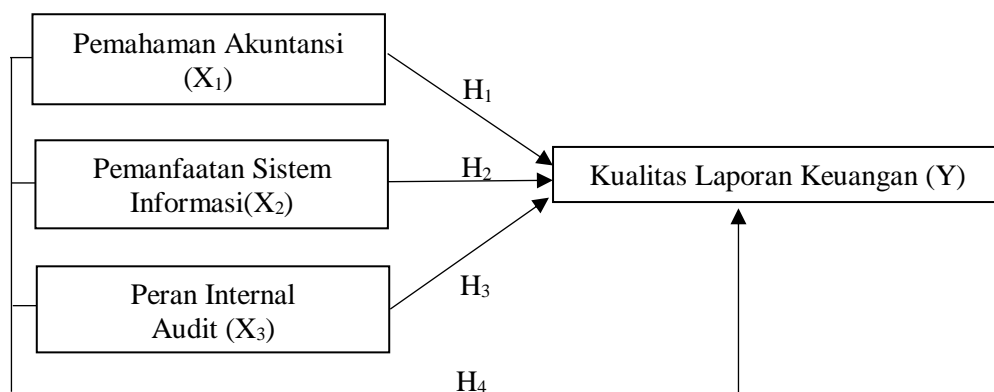 Pemahaman Akuntansi
(X₁)
H₁
Pemanfaatan Sistem
Informasi(X₂)
H₂
Kualitas Laporan Keuangan (Y)
Peran Internal
Audit (X₃)
H₃
H₄